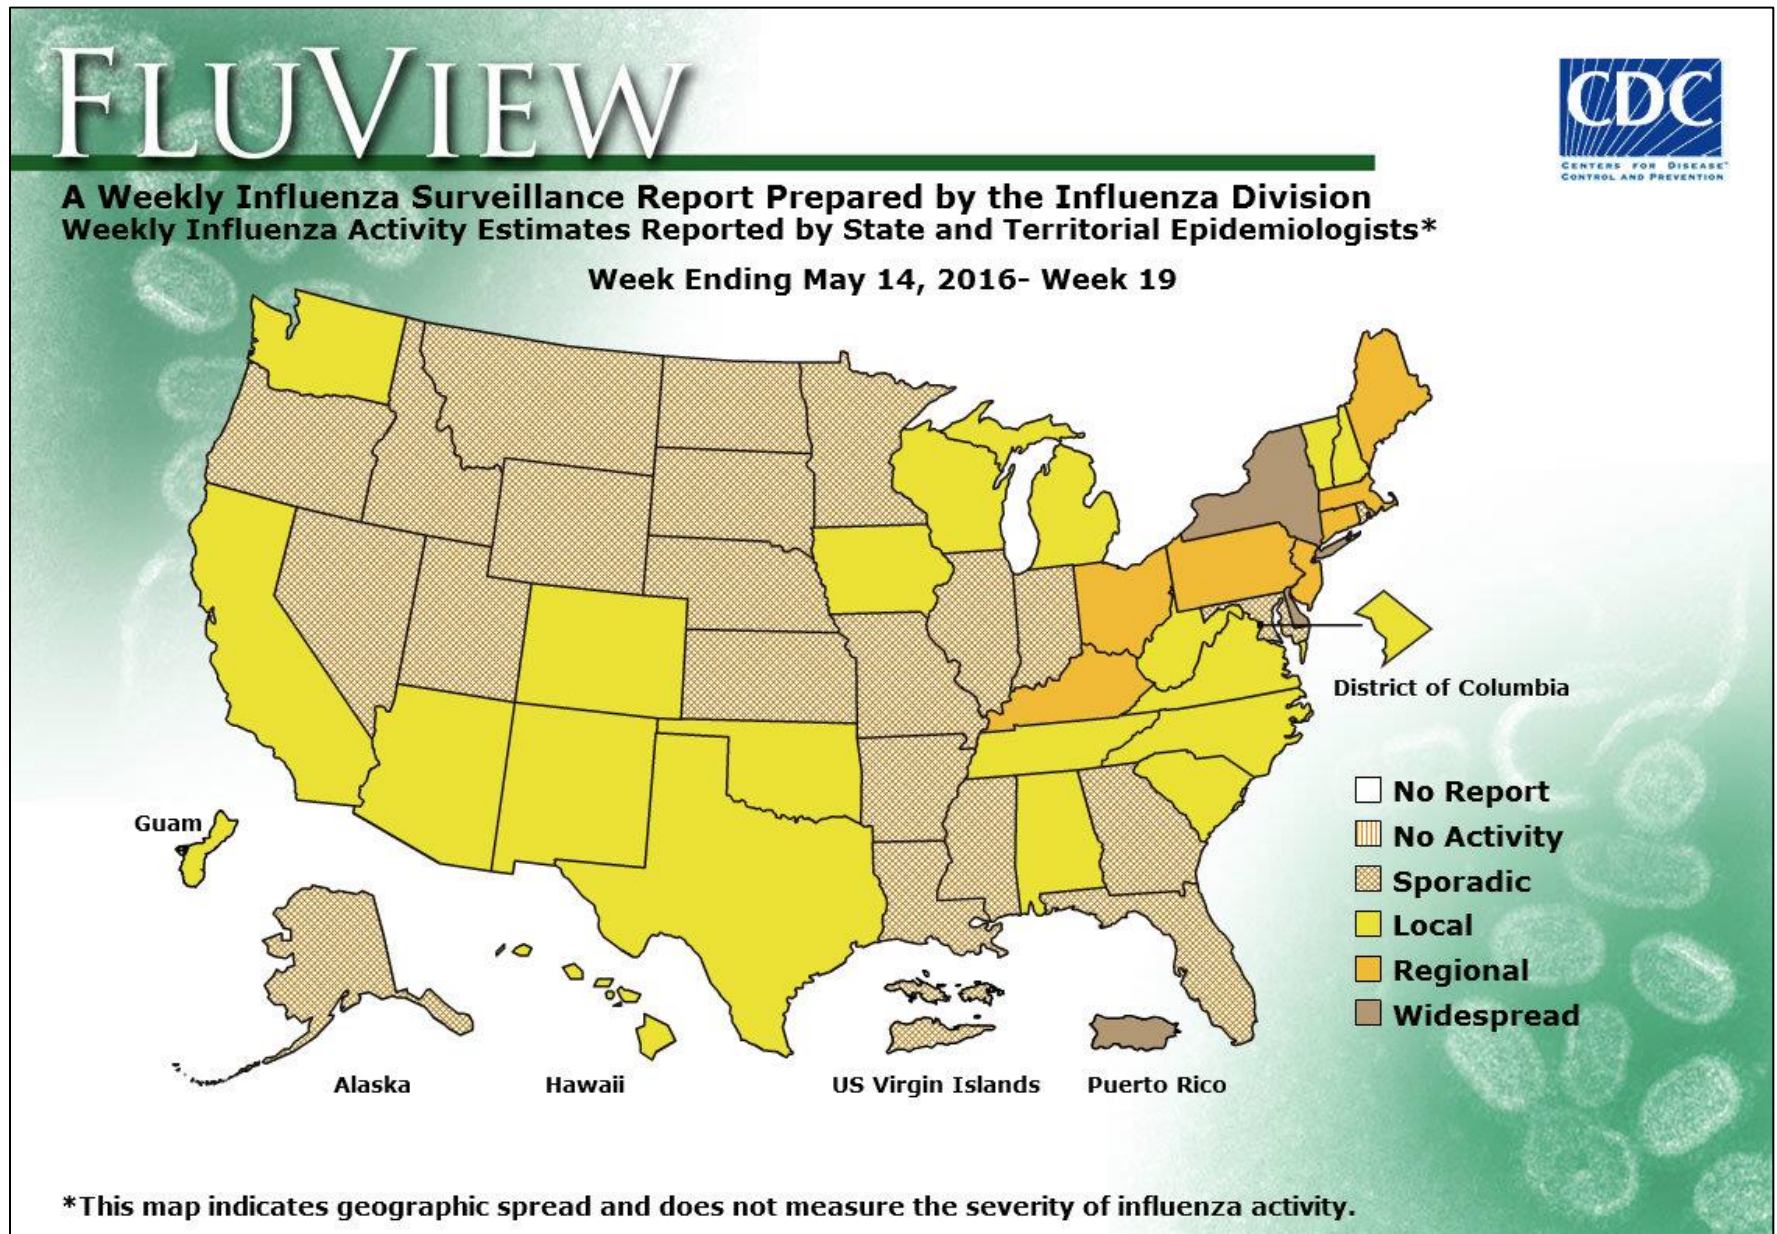 FLUVIEW
CDC
CENTERS FOR DISEASE™
CONTROL AND PREVENTION
A Weekly Influenza Surveillance Report Prepared by the Influenza Division
Weekly Influenza Activity Estimates Reported by State and Territorial Epidemiologists*
Week Ending May 14, 2016- Week 19
District of Columbia
No Report
Guam
No Activity
Sporadic
Local
Regional
Widespread
Alaska
Hawaii
US Virgin Islands
Puerto Rico
*This map indicates geographic spread and does not measure the severity of influenza activity.